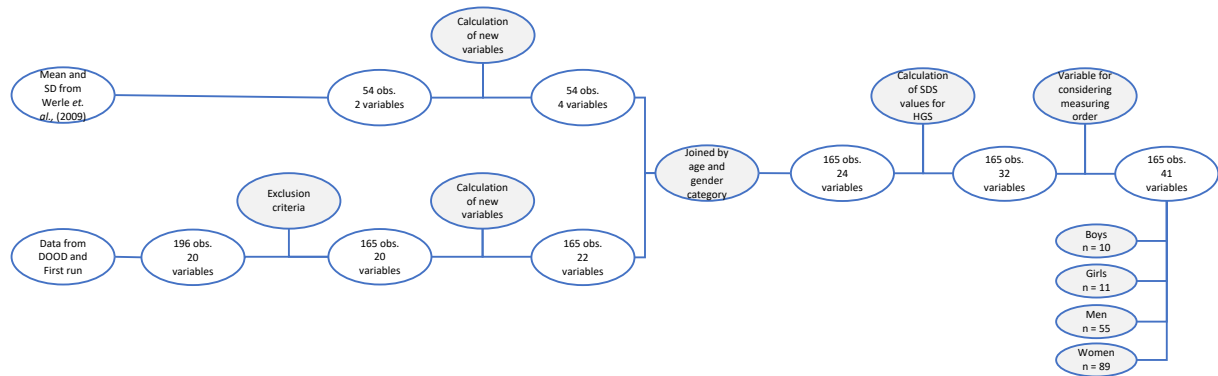 Mean and
SD from
Werle et.
al., (2009)
54 obs.
2 variables
Calculation
of new
variables
54 obs.
4 variables
Data from
DOOD and
First run
196 obs.
20
variables
Exclusion
criteria
165 obs.
20
variables
Calculation
of new
variables
165 obs.
22
variables
Joined by
age and
gender
category
165 obs.
24
variables
Calculation
of SDS
values for
HGS
165 obs.
32
variables
Variable for
considering
measuring
order
165 obs.
41
variables
Boys
n = 10
Girls
n = 11
Men
n = 55
Women
n = 89